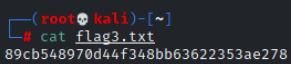 ┌──(root💀kali)-[~]
└─# cat flag3.txt
89cb548970d44f348bb63622353ae278